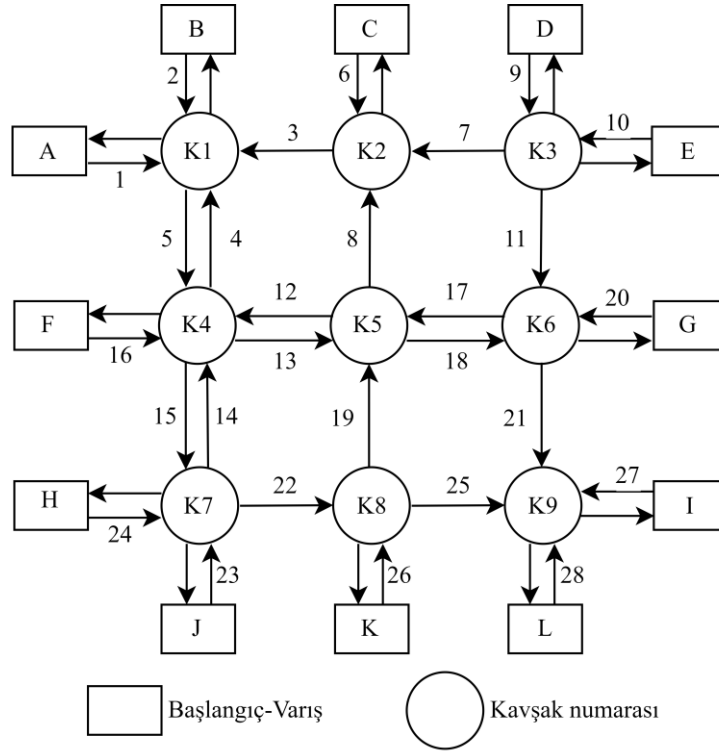 B C D
2 6 9
A K1 3 K2 7 K3 10 E
1
5 4 8 11
12 17 20
F K4 K5 K6 G
16 13 18
15 14 19 21
H K7 22 K8 25 K9 27 I
24
23 26 28
J K L
Başlangıç-Varış Kavşak numarası